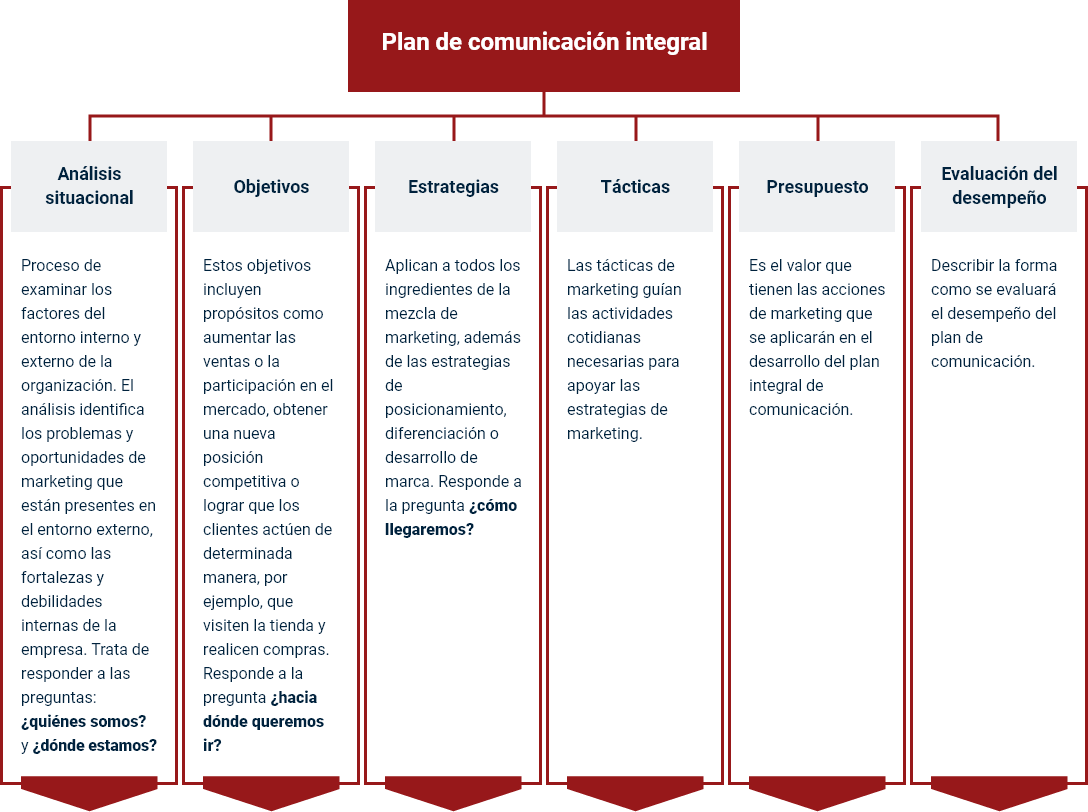 Plan de comunicación integral
Análisis
situacional
Proceso de
examinar los
factores del
entorno interno y
externo de la
organización. El
análisis identifica
los problemas y
oportunidades de
marketing que
están presentes en
el entorno externo,
así como las
fortalezas y
debilidades
internas de la
empresa. Trata de
responder a las
preguntas:
¿quiénes somos?
y ¿dónde estamos?
Objetivos
Estos objetivos
incluyen
propósitos como
aumentar las
ventas o la
participación en el
mercado, obtener
una nueva
posición
competitiva o
lograr que los
clientes actúen de
determinada
manera, por
ejemplo, que
visiten la tienda y
realicen compras.
Responde a la
pregunta ¿hacia
dónde queremos
ir?
Estrategias
Aplican a todos los
ingredientes de la
mezcla de
marketing, además
de las estrategias
de
posicionamiento,
diferenciación o
desarrollo de
marca. Responde a
la pregunta ¿cómo
llegaremos?
Tácticas
Las tácticas de
marketing guían
las actividades
cotidianas
necesarias para
apoyar las
estrategias de
marketing.
Presupuesto
Es el valor que
tienen las acciones
de marketing que
se aplicarán en el
desarrollo del plan
integral de
comunicación.
Evaluación del
desempeño
Describir la forma
como se evaluará
el desempeño del
plan de
comunicación.